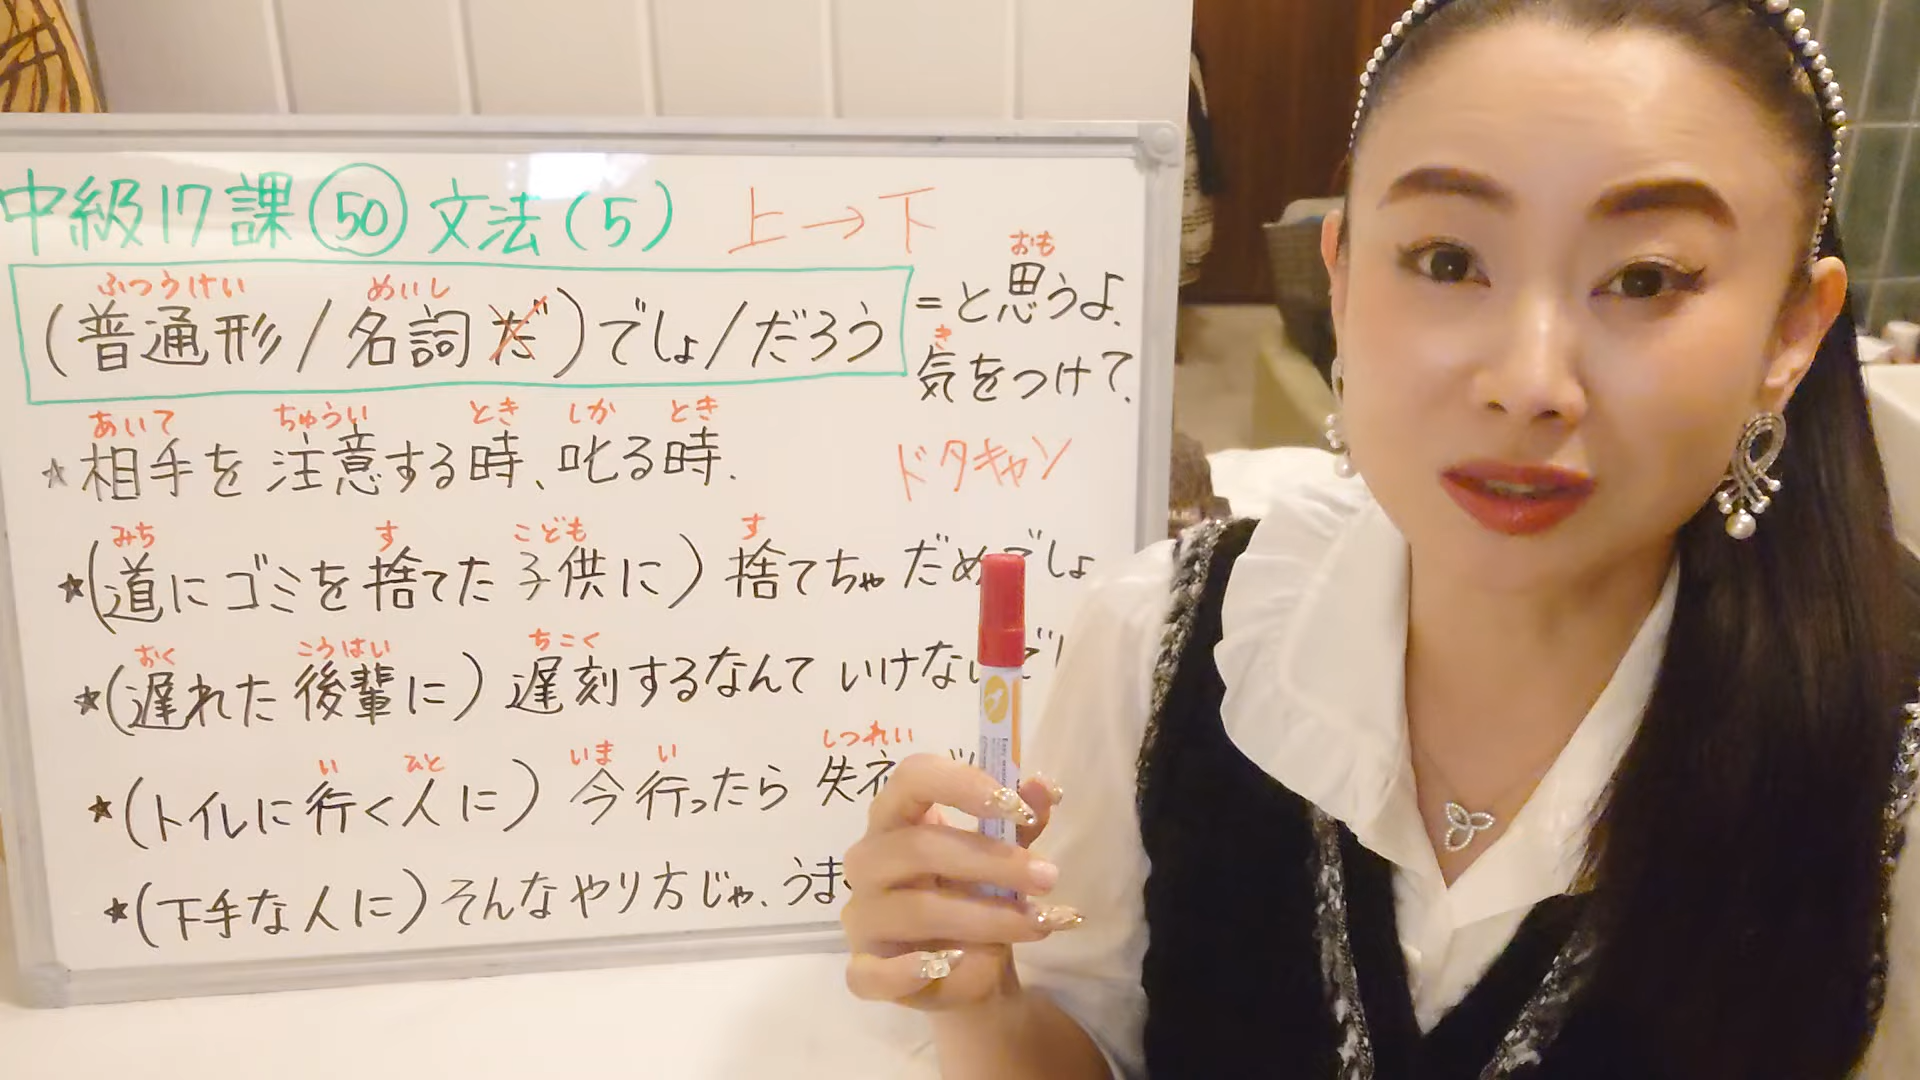 中級17課㊿文法(5) 上→下
ふつうけい めいし
(普通形/名詞だ)でしょ/だろう
おも
=と思うよ.
き
気をつけて.
あいて ちゅうい とき しか とき
☆相手を注意する時、叱る時.
ドタキャン
みち す こども す
★(道にゴミを捨てた子供に)捨てちゃだめでしょ
おく こうはい ちこく
★(遅れた後輩に)遅刻するなんていけない
い ひと いま い しつれい
★(トイレに行く人に)今行ったら失礼
★(下手な人に)そんなやり方じゃ、うま